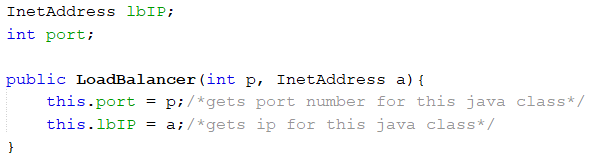 InetAddress lbIP;
int port;

public LoadBalancer(int p, InetAddress a){
    this.port = p;/*gets port number for this java class*/
    this.lbIP = a;/*gets ip for this java class*/
}